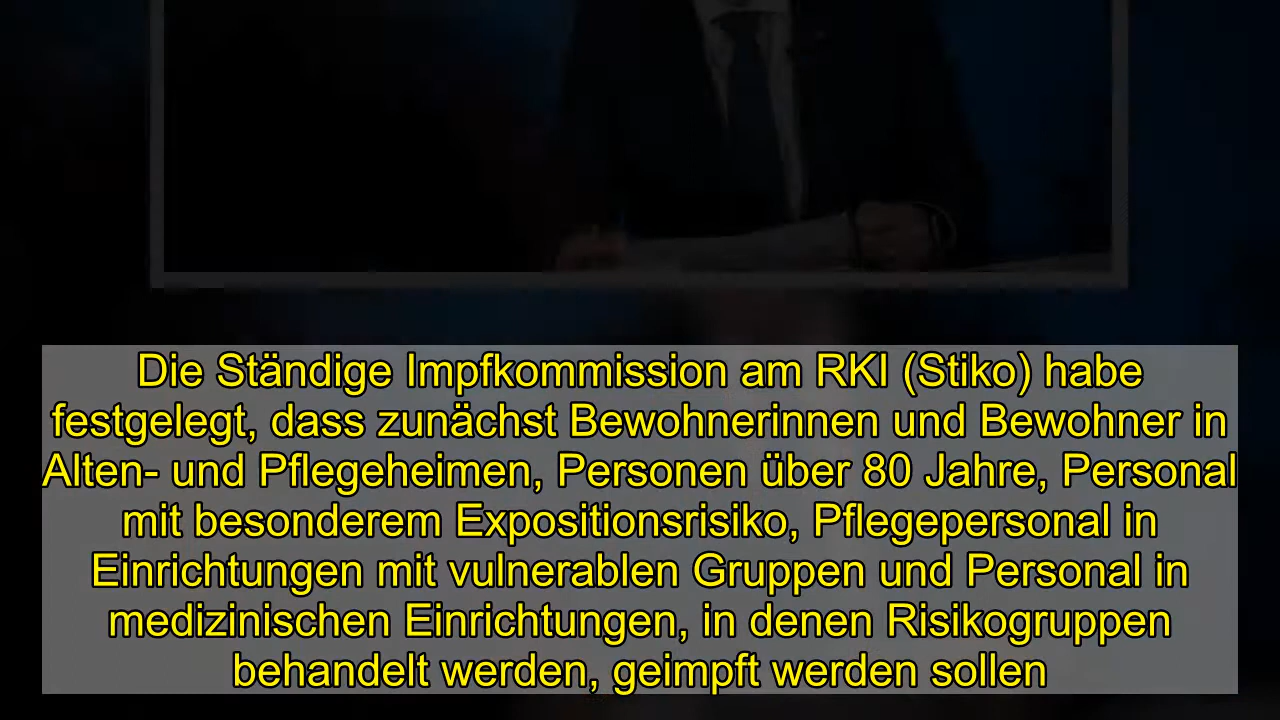 Die Ständige Impfkommission am RKI (Stiko) habe
festgelegt, dass zunächst Bewohnerinnen und Bewohner in
Alten- und Pflegeheimen, Personen über 80 Jahre, Personal
mit besonderem Expositionsrisiko, Pflegepersonal in
Einrichtungen mit vulnerablen Gruppen und Personal in
medizinischen Einrichtungen, in denen Risikogruppen
behandelt werden, geimpft werden sollen